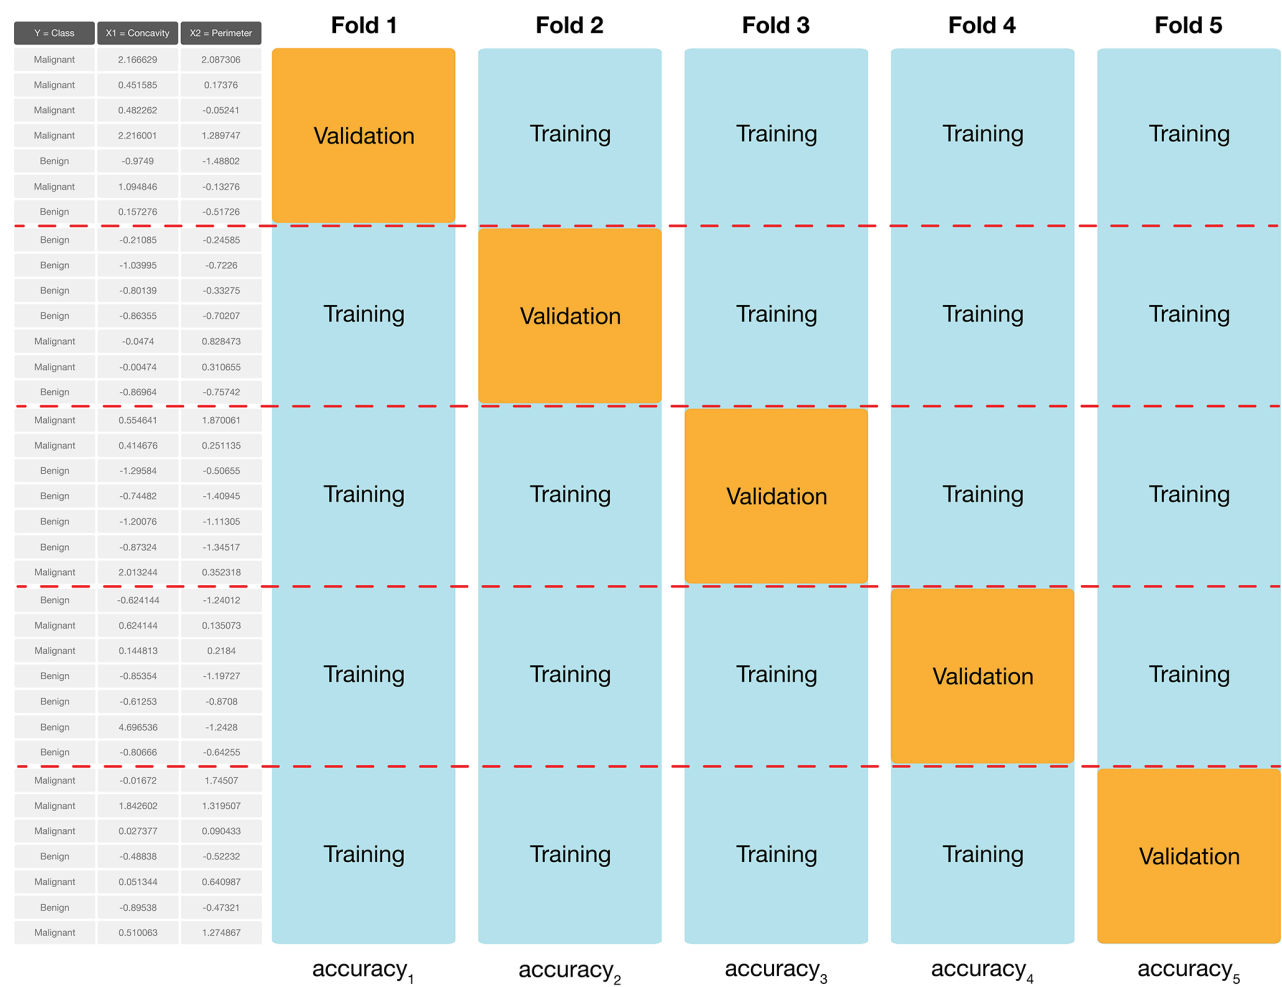 Fold 1 Fold 2 Fold 3 Fold 4 Fold 5
Y = Class X1 = Concavity X2 = Perimeter
Malignant 2.166629 2.087306
Malignant 0.451585 0.17376
Malignant 0.482262 -0.05241
Malignant 2.216001 1.289747
Validation Training Training Training Training
Benign -0.9749 -1.48802
Malignant 1.094846 -0.13276
Benign 0.157276 -0.51726
Benign -0.21085 -0.24585
Benign -1.03995 -0.7226
Benign -0.80139 -0.33275
Benign -0.86355 -0.70207
Training Validation Training Training Training
Malignant -0.0474 0.828473
Malignant -0.00474 0.310655
Benign -0.86964 -0.75742
Malignant 0.554641 1.870061
Malignant 0.414676 0.251135
Benign -1.29584 -0.50655
Benign -0.74482 -1.40945
Training Training Validation Training Training
Benign -1.20076 -1.11305
Benign -0.87324 -1.34517
Malignant 2.013244 0.352318
Benign -0.624144 -1.24012
Malignant 0.624144 0.135073
Malignant 0.144813 0.2184
Benign -0.85354 -1.19727
Training Training Training Validation Training
Benign -0.61253 -0.8708
Benign 4.696536 -1.2428
Benign -0.80666 -0.64255
Malignant -0.01672 1.74507
Malignant 1.842602 1.319507
Malignant 0.027377 0.090433
Benign -0.48838 -0.52232
Training Training Training Training Validation
Malignant 0.051344 0.640987
Benign -0.89538 -0.47321
Malignant 0.510063 1.274867
accuracy1 accuracy2 accuracy3 accuracy4 accuracy5